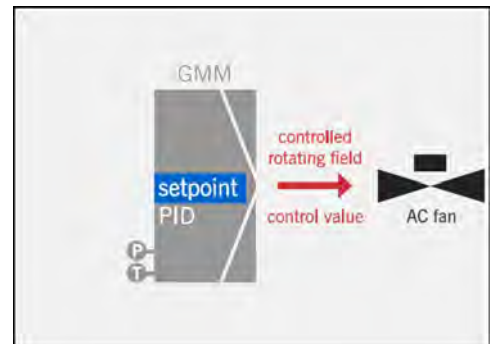 GMM
controlled
rotating field
setpoint
PID
control value
AC fan
P
T